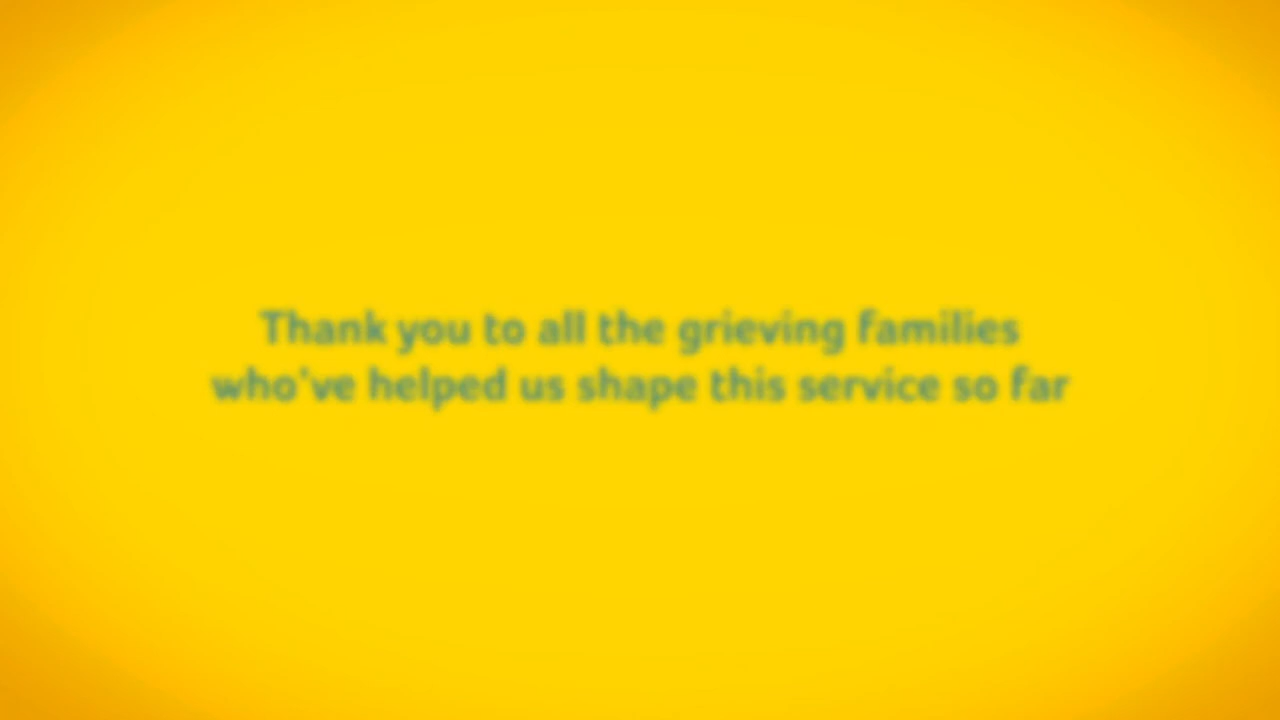 Thank you to all the grieving families
who've helped us shape this service so far